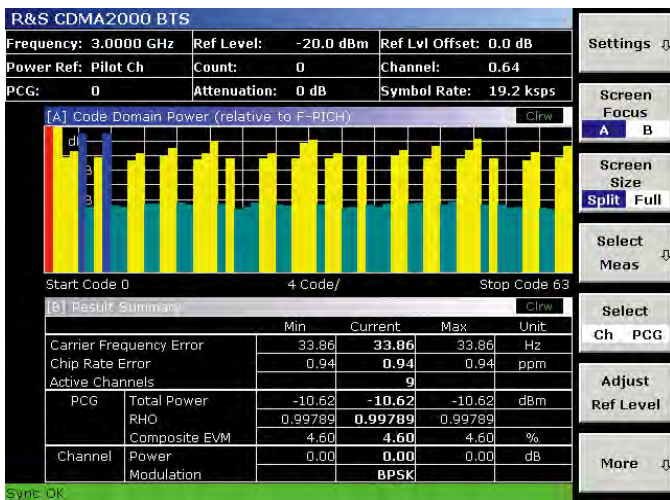 R&S CDMA2000 BTS
Frequency: 3.0000 GHz Ref Level: -20.0 dBm Ref Lvl Offset: 0.0 dB
Power Ref: Pilot Ch Count: 0 Channel: 0.64
PCG: 0 Attenuation: 0 dB Symbol Rate: 19.2 ksps
[A] Code Domain Power (relative to F-PICH) Clrw
Start Code 0 4 Code/ Stop Code 63
[B] Result Summary Clrw
Min Current Max Unit
Carrier Frequency Error 33.86 33.86 33.86 Hz
Chip Rate Error 0.94 0.94 0.94 ppm
Active Channels 9
PCG Total Power -10.62 -10.62 -10.62 dBm
RHO 0.99789 0.99789 0.99789
Composite EVM 4.60 4.60 4.60 %
Channel Power 0.00 0.00 0.00 dB
Modulation BPSK
Sync OK
Settings
Screen
Focus
A B
Screen
Size
Split Full
Select
Meas
Select
Ch PCG
Adjust
Ref Level
More